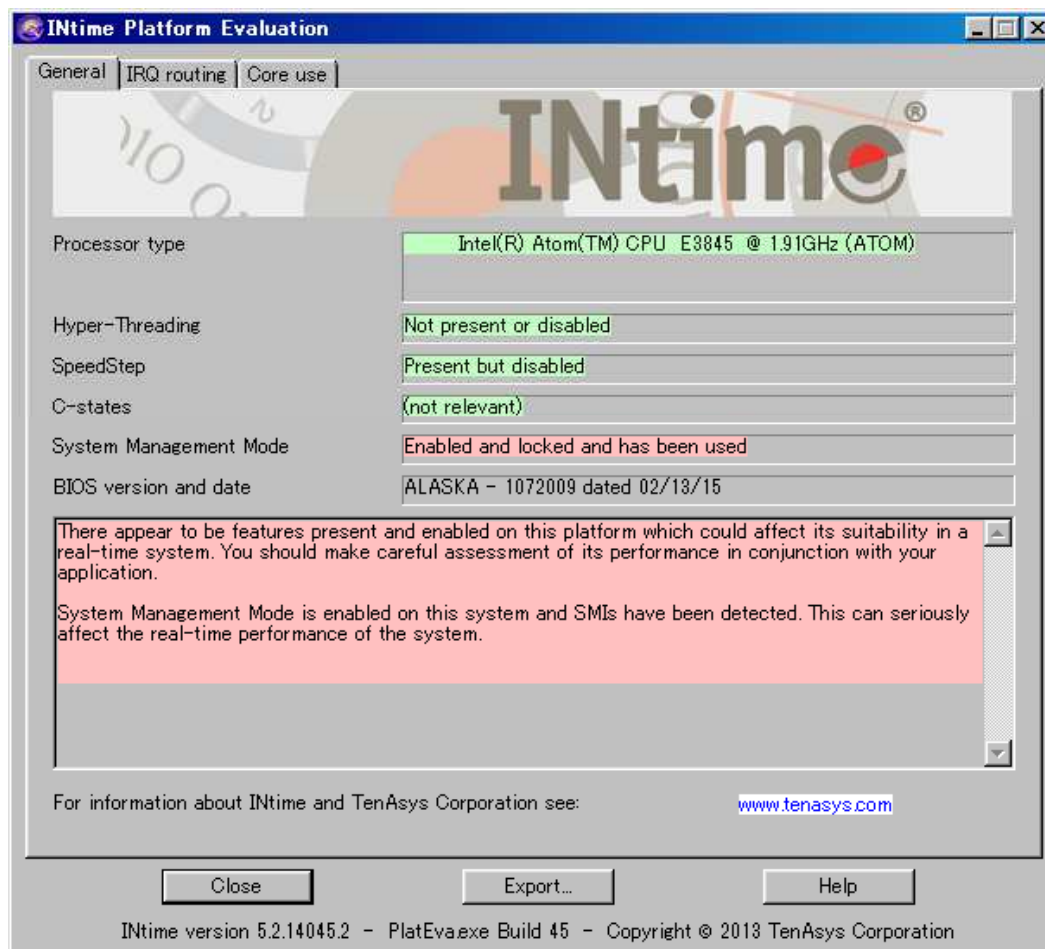 INtime Platform Evaluation
General IRQ routing Core use
INtime®
Processor type Intel(R) Atom(TM) CPU E3845 @ 1.91GHz (ATOM)
Hyper-Threading Not present or disabled
SpeedStep Present but disabled
C-states (not relevant)
System Management Mode Enabled and locked and has been used
BIOS version and date ALASKA - 1072009 dated 02/13/15
There appear to be features present and enabled on this platform which could affect its suitability in a
real-time system. You should make careful assessment of its performance in conjunction with your
application.
System Management Mode is enabled on this system and SMIs have been detected. This can seriously
affect the real-time performance of the system.
For information about INtime and TenAsys Corporation see: www.tenasys.com
Close Export... Help
INtime version 5.2.14045.2 - PlatEva.exe Build 45 - Copyright © 2013 TenAsys Corporation